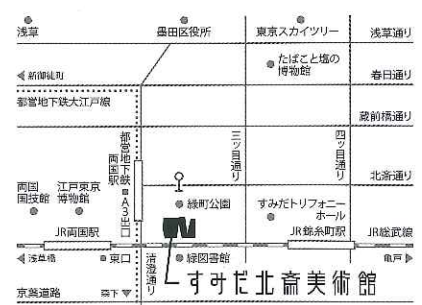 浅草
墨田区役所
東京スカイツリー
浅草通り
新御徒町
たばこと塩の
博物館
春日通り
都営地下鉄大江戸線
蔵前橋通り
都営地下鉄
両国駅
A3出口
三ッ目通り
四ッ目通り
北斎通り
両国
国技館
江戸東京
博物館
緑町公園
すみだトリフォニー
ホール
JR両国駅
JR錦糸町駅
JR総武線
浅草橋
東口
清澄通り
緑図書館
亀戸
すみだ北斎美術館
京葉道路
森下